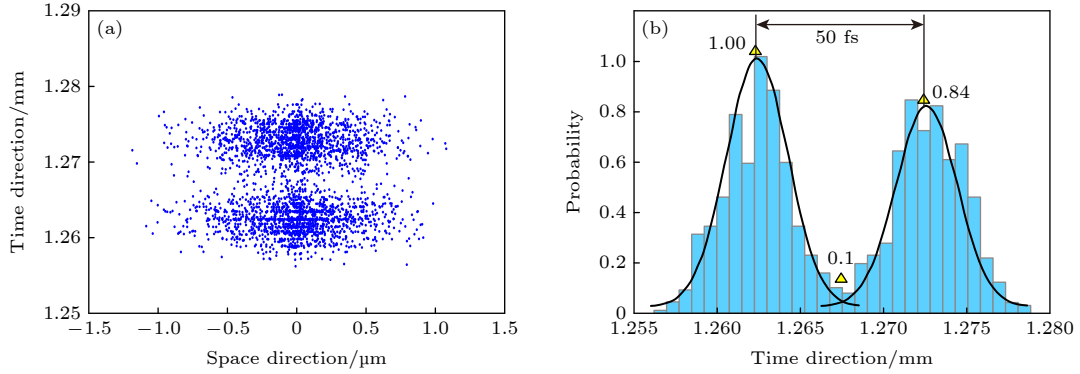 (a)
Time direction/mm
1.29
1.28
1.27
1.26
1.25
−1.5 −1.0 −0.5 0 0.5 1.0 1.5
Space direction/µm
(b)
50 fs
1.00
0.84
0.1
Probability
1.0
0.8
0.6
0.4
0.2
0
1.255 1.260 1.265 1.270 1.275 1.280
Time direction/mm